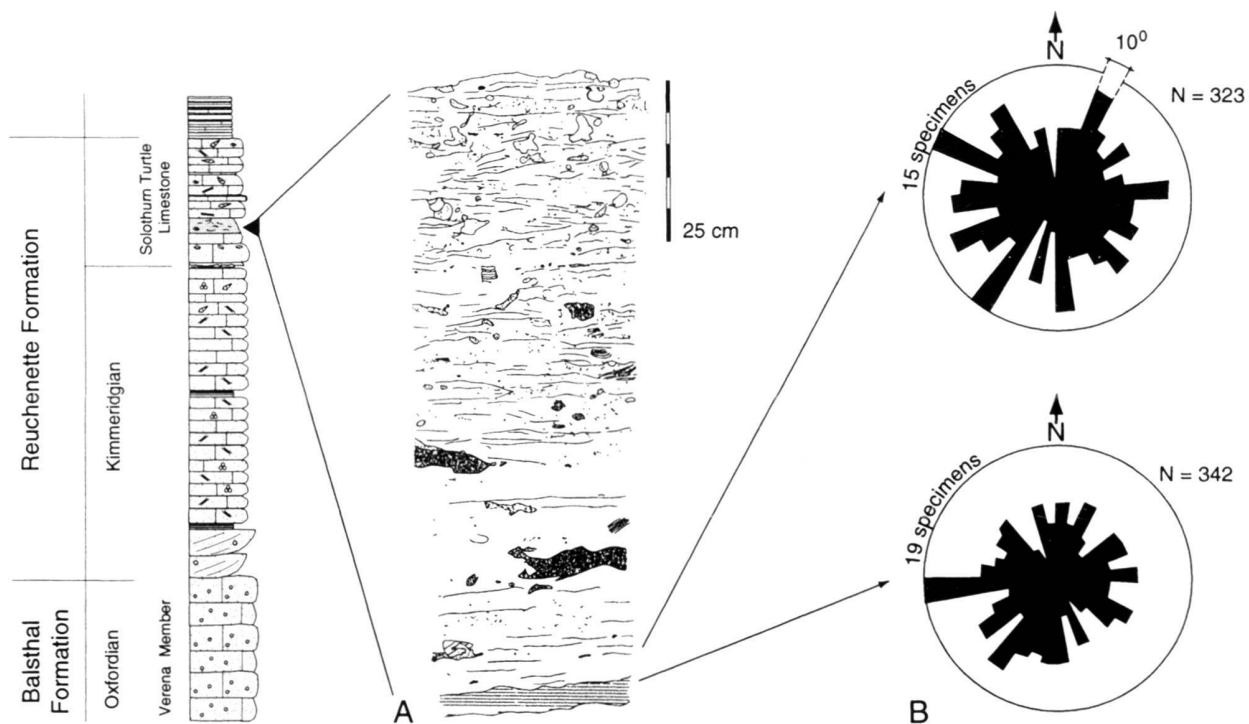 Reuchenette Formation
Balsthal
Formation
Kimmeridgian
Oxfordian
Solothurn Turtle
Limestone
Verena Member
25 cm
A
N
10⁰
N = 323
15 specimens
N
N = 342
19 specimens
B